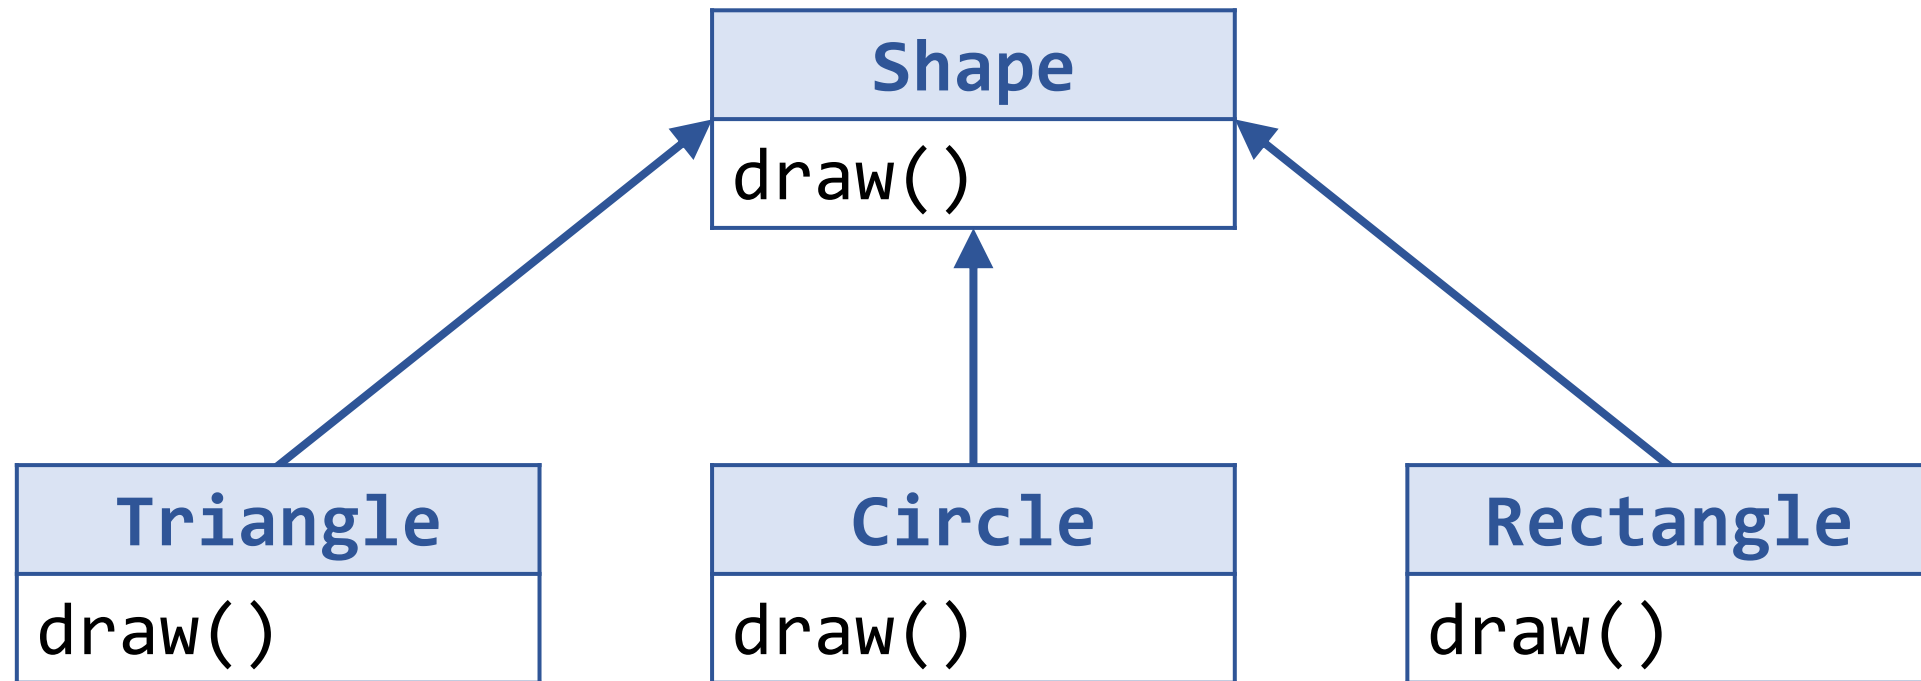 Shape
draw()
Triangle
draw()
Circle
draw()
Rectangle
draw()